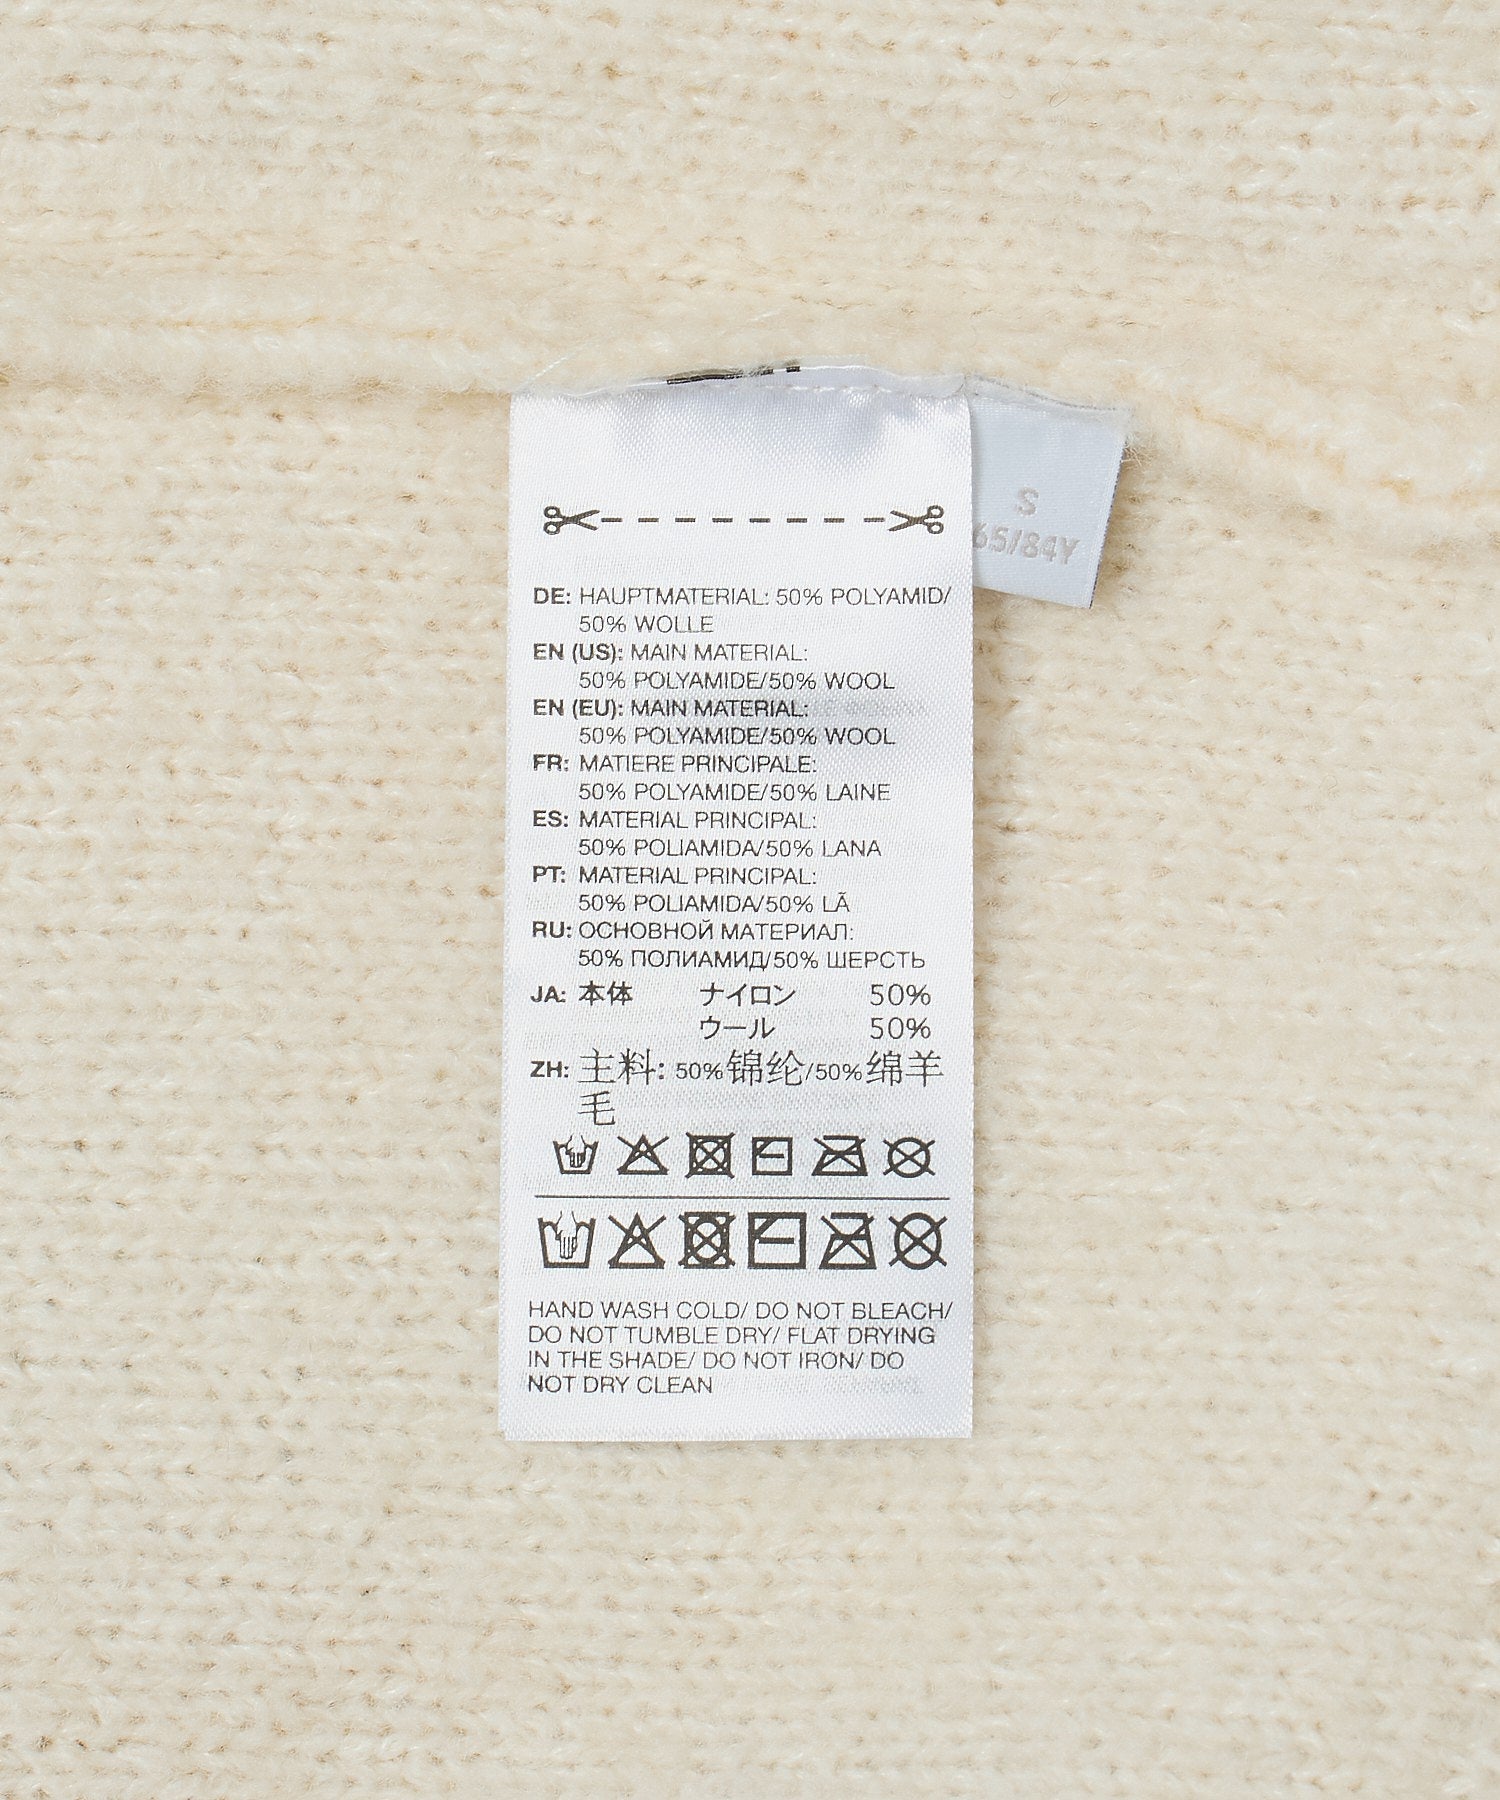 S
65/84Y
DE: HAUPTMATERIAL: 50% POLYAMID/
50% WOLLE
EN (US): MAIN MATERIAL:
50% POLYAMIDE/50% WOOL
EN (EU): MAIN MATERIAL:
50% POLYAMIDE/50% WOOL
FR: MATIERE PRINCIPALE:
50% POLYAMIDE/50% LAINE
ES: MATERIAL PRINCIPAL:
50% POLIAMIDA/50% LANA
PT: MATERIAL PRINCIPAL:
50% POLIAMIDA/50% LÃ
RU: ОСНОВНОЙ МАТЕРИАЛ:
50% ПОЛИАМИД/50% ШЕРСТЬ
JA: 本体 ナイロン 50%
ウール 50%
ZH: 主料: 50%锦纶/50%绵羊
毛
HAND WASH COLD/ DO NOT BLEACH/
DO NOT TUMBLE DRY/ FLAT DRYING
IN THE SHADE/ DO NOT IRON/ DO
NOT DRY CLEAN